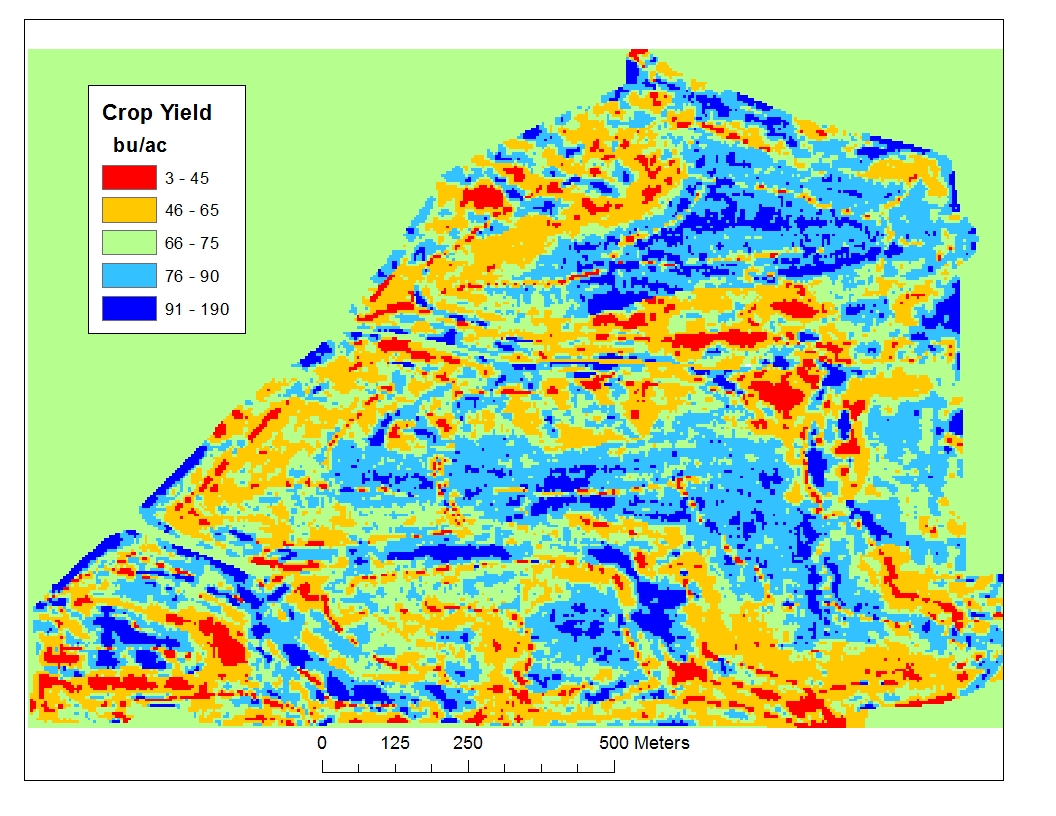 Crop Yield
bu/ac
3 - 45
46 - 65
66 - 75
76 - 90
91 - 190
0 125 250 500 Meters